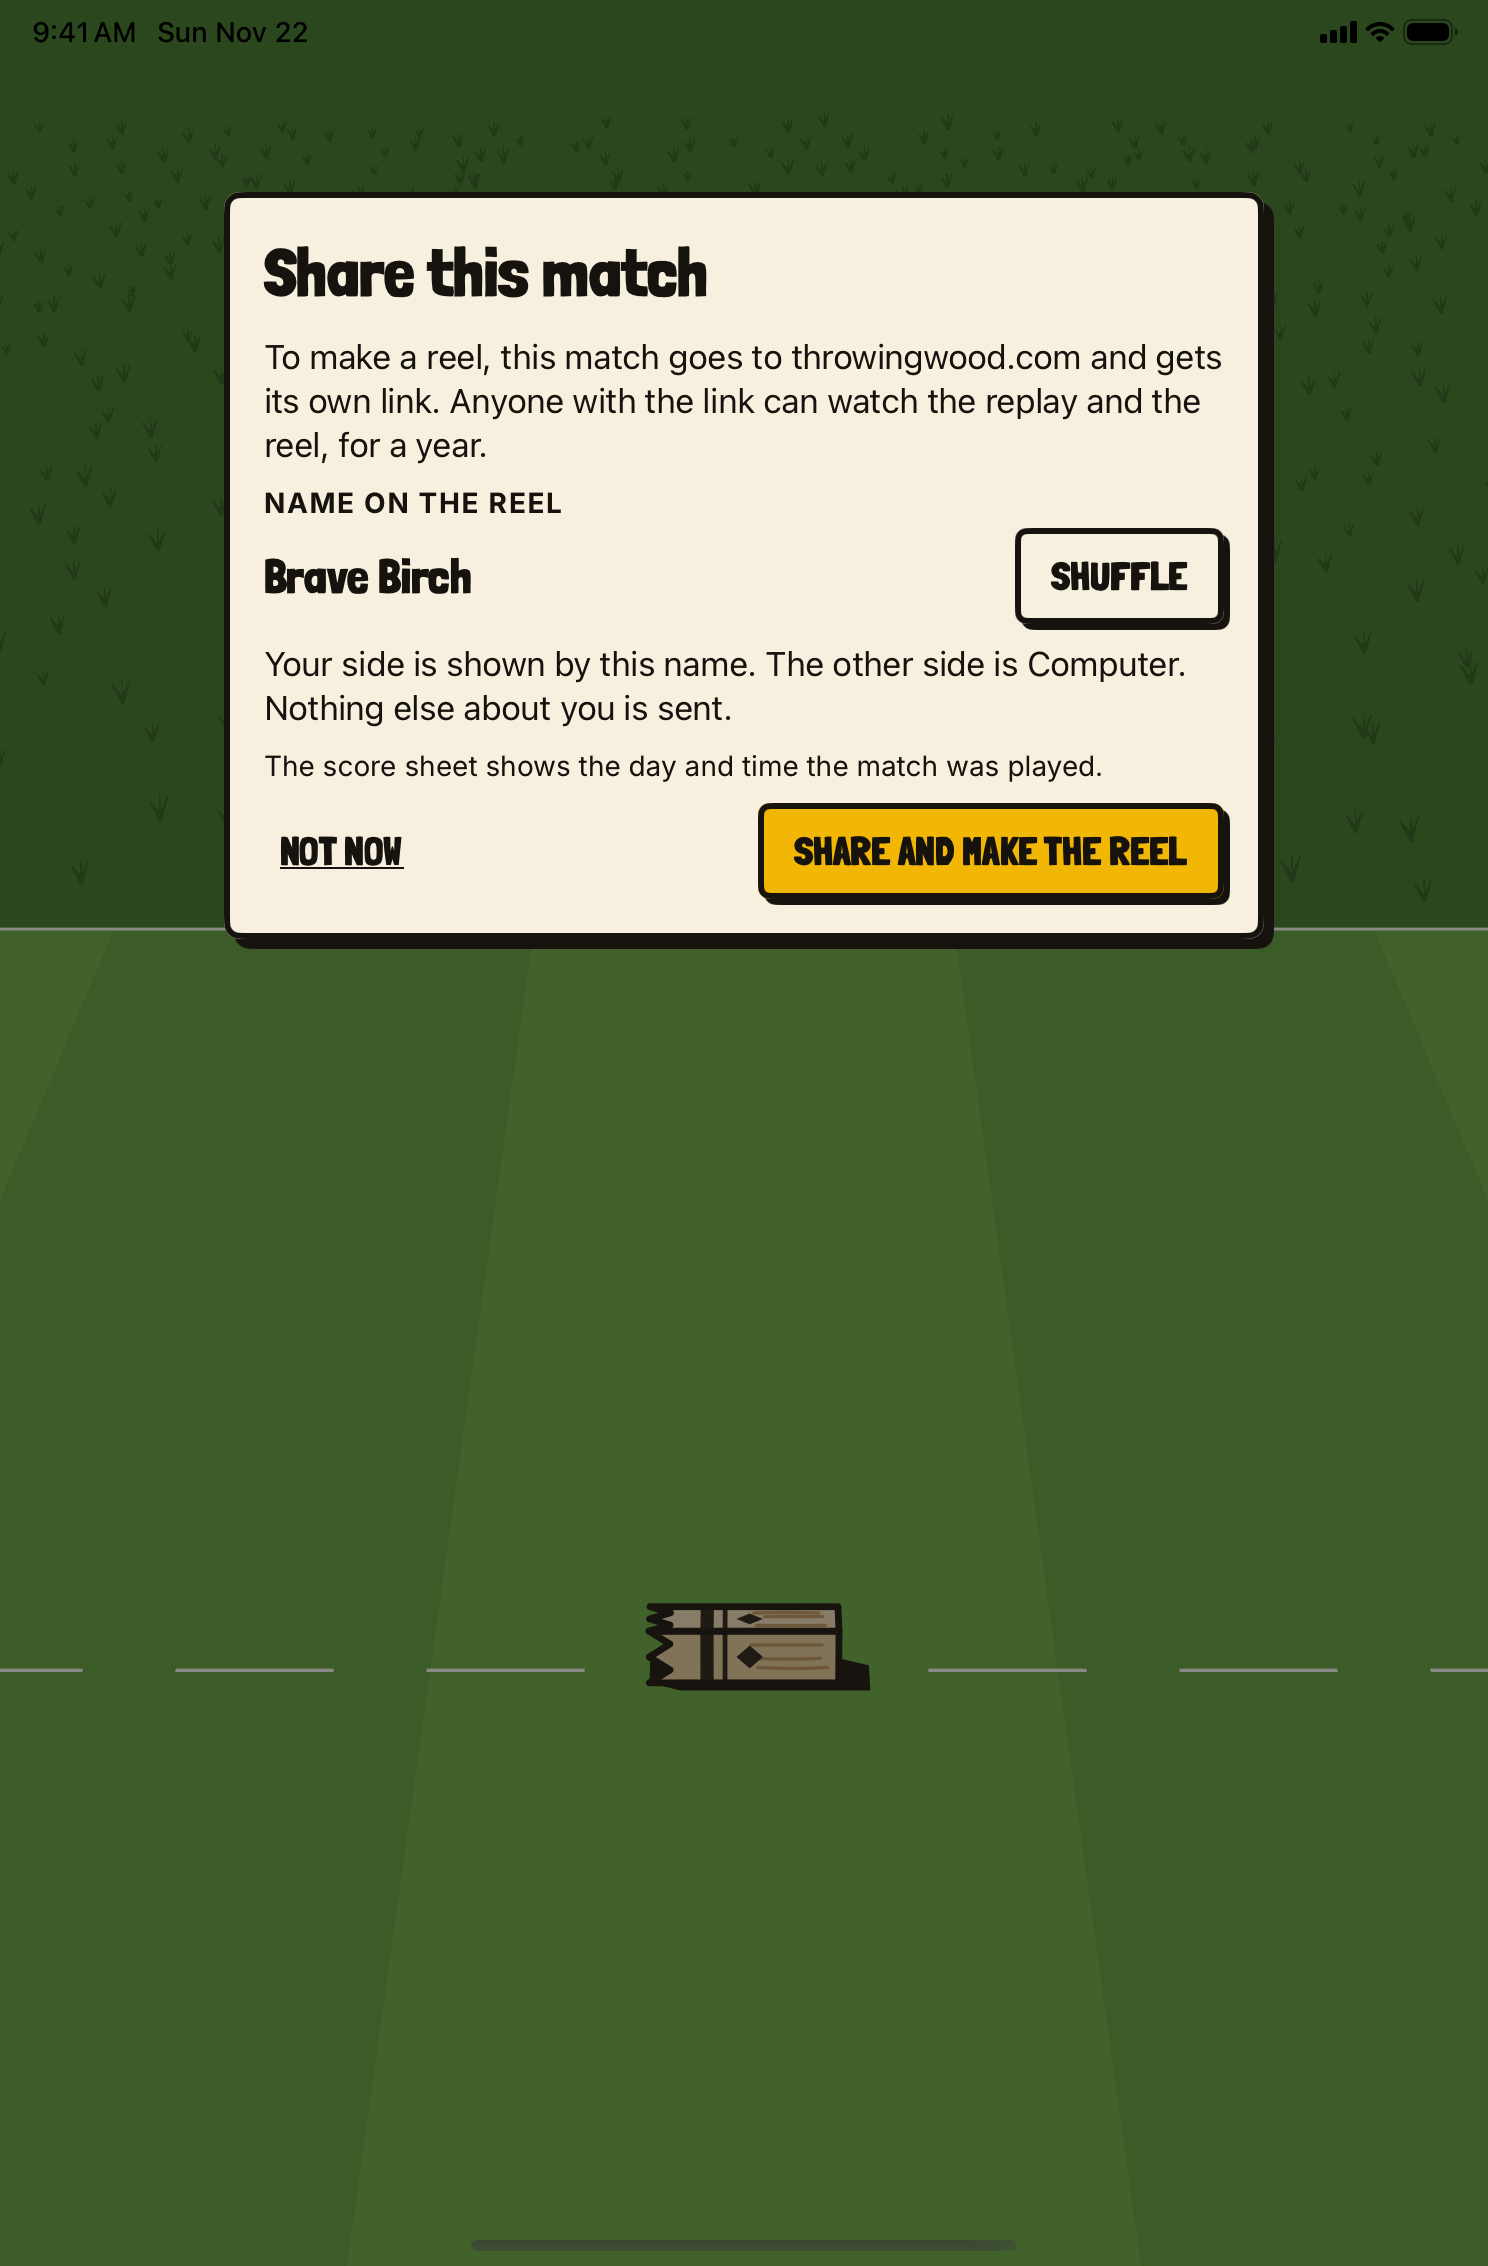 9:41 AM Sun Nov 22
Share this match
To make a reel, this match goes to throwingwood.com and gets
its own link. Anyone with the link can watch the replay and the
reel, for a year.
NAME ON THE REEL
Brave Birch
SHUFFLE
Your side is shown by this name. The other side is Computer.
Nothing else about you is sent.
The score sheet shows the day and time the match was played.
NOT NOW
SHARE AND MAKE THE REEL